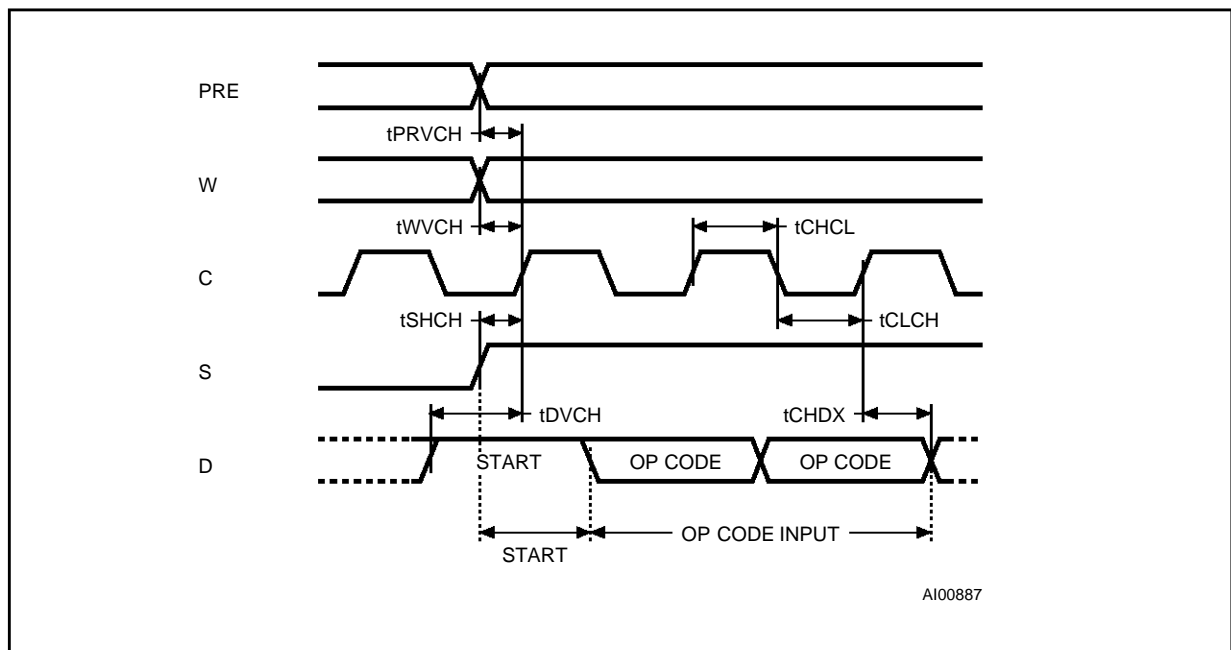 PRE
tPRVCH
W
tWVCH
tCHCL
C
tSHCH
tCLCH
S
tDVCH
tCHDX
D
START
OP CODE
OP CODE
OP CODE INPUT
START
AI00887